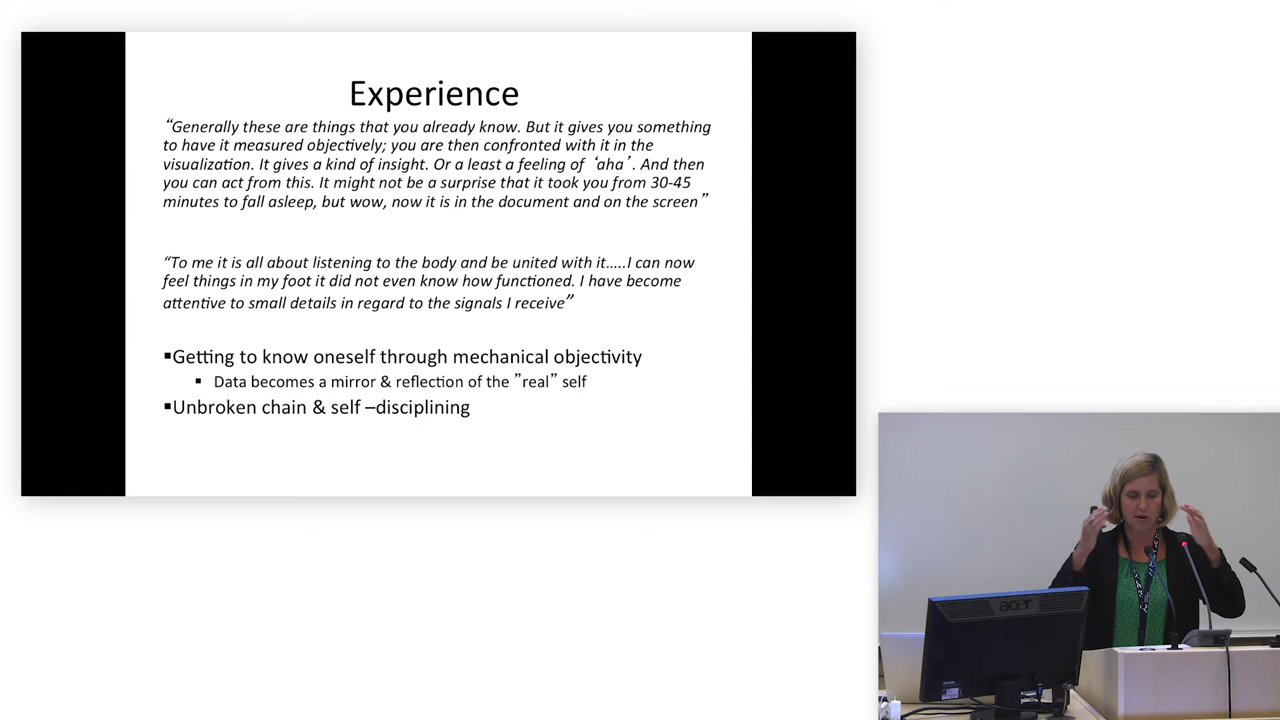 Experience
“Generally these are things that you already know. But it gives you something
to have it measured objectively; you are then confronted with it in the
visualization. It gives a kind of insight. Or a least a feeling of ‘aha’. And then
you can act from this. It might not be a surprise that it took you from 30-45
minutes to fall asleep, but wow, now it is in the document and on the screen”
“To me it is all about listening to the body and be united with it…..I can now
feel things in my foot it did not even know how functioned. I have become
attentive to small details in regard to the signals I receive”
▪Getting to know oneself through mechanical objectivity
▪ Data becomes a mirror & reflection of the ”real” self
▪Unbroken chain & self –disciplining
acer